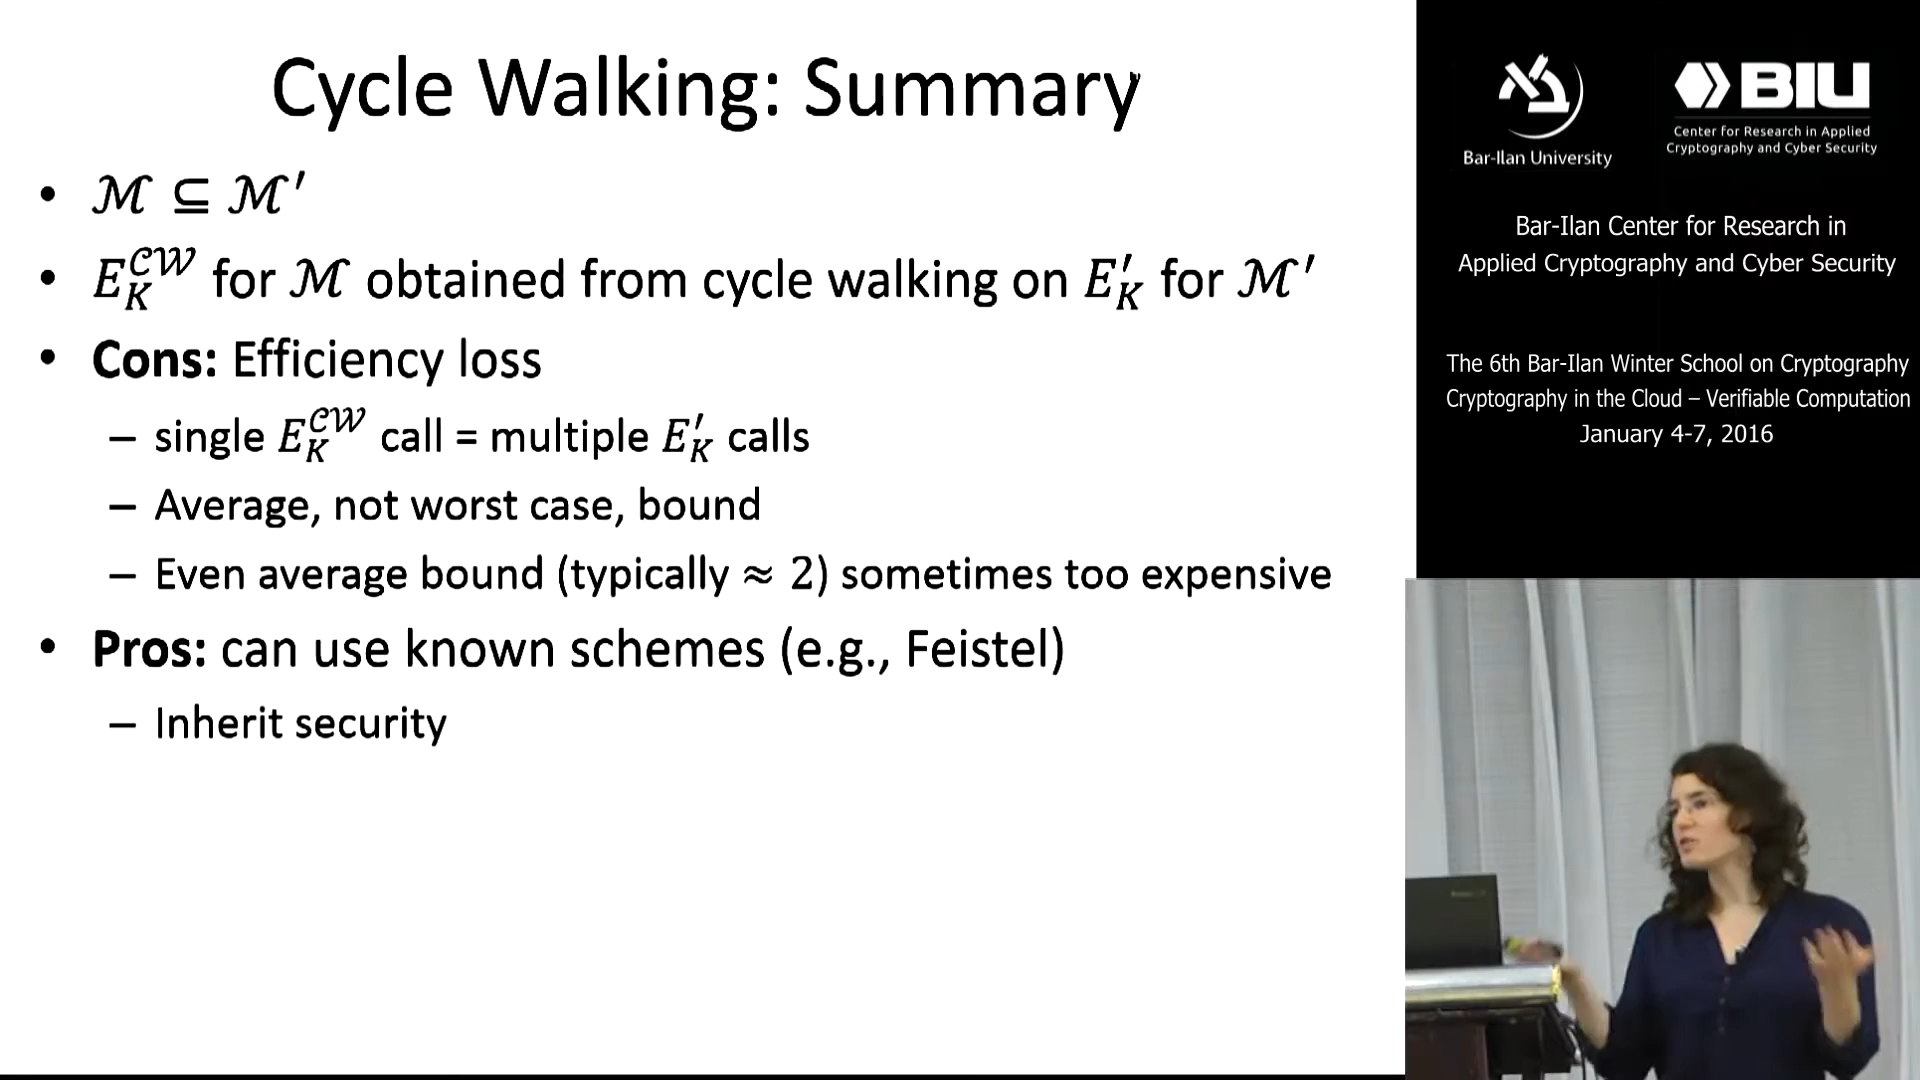 Cycle Walking: Summary
• ℳ ⊆ ℳ′
• E_K^𝒞𝒲 for ℳ obtained from cycle walking on E′_K for ℳ′
• Cons: Efficiency loss
– single E_K^𝒞𝒲 call = multiple E′_K calls
– Average, not worst case, bound
– Even average bound (typically ≈ 2) sometimes too expensive
• Pros: can use known schemes (e.g., Feistel)
– Inherit security
Bar-Ilan University
BIU
Center for Research in Applied
Cryptography and Cyber Security
Bar-Ilan Center for Research in
Applied Cryptography and Cyber Security
The 6th Bar-Ilan Winter School on Cryptography
Cryptography in the Cloud – Verifiable Computation
January 4-7, 2016